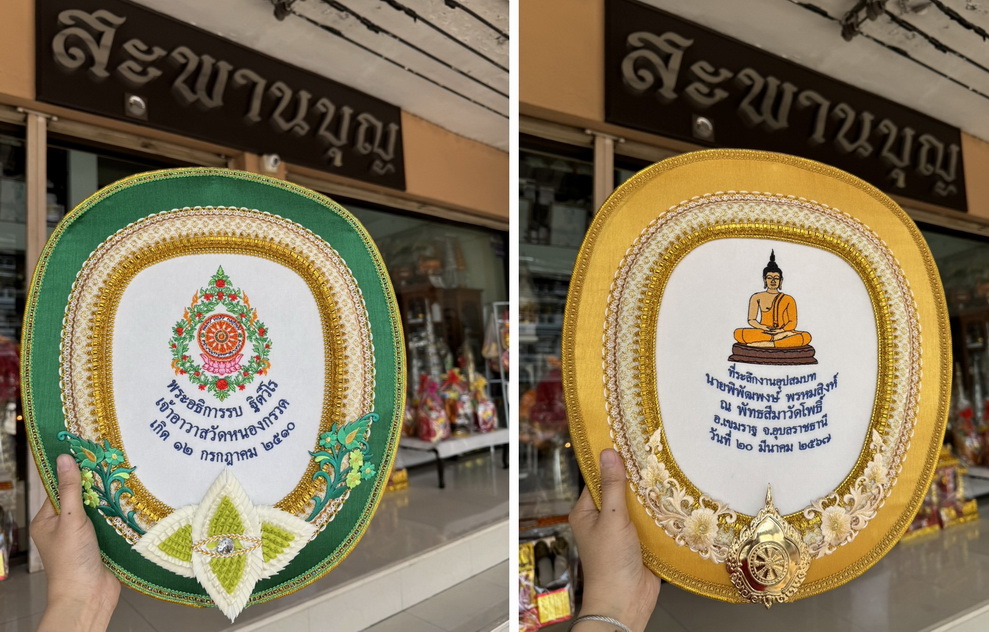 สะพานบุญ
พระอธิการรบ ฐิตวิโร
เจ้าอาวาสวัดหนองกรวด
เกิด ๑๒ กรกฎาคม ๒๕๑๐
สะพานบุญ
ที่ระลึกงานอุปสมบท
นายพิพัฒพงษ์ พรหมสิงห์
ณ พัทธสีมาวัดโพธิ์
อ.เขมราช จ.อุบลราชธานี
วันที่ ๒๐ มีนาคม ๒๕๖๗